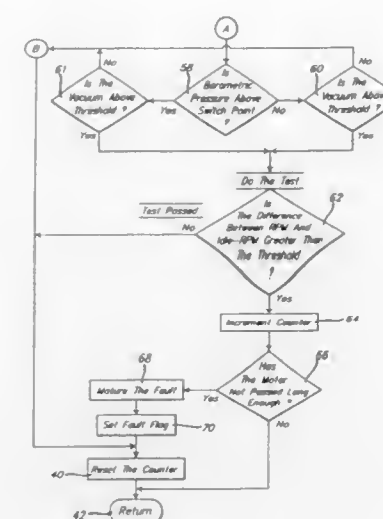 A
B
61
No
58
60
No
Is The
Vacuum Above
Threshold ?
Yes
Is
Barometric
Pressure Above
Switch Point
?
Yes
No
Is The
Vacuum Above
Threshold ?
Yes
Do The Test
Test Passed
No
62
Is
The Difference
Between RPM And
Idle RPM Greater Than
The Threshold
?
Yes
Increment Counter
64
66
Has
The Motor
Not Passed Long
Enough ?
Yes
No
68
Mature The Fault
Set Fault Flag
70
Reset The Counter
40
Return
42